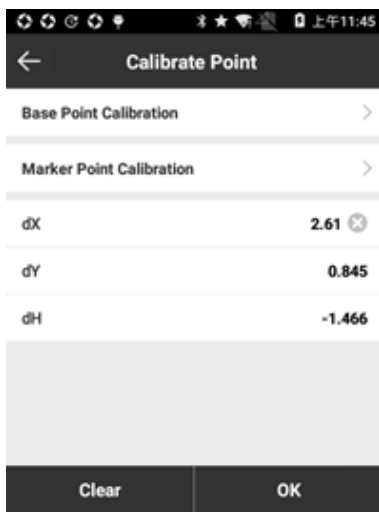 上午11:45
Calibrate Point
Base Point Calibration
Marker Point Calibration
dX 2.61
dY 0.845
dH -1.466
Clear OK